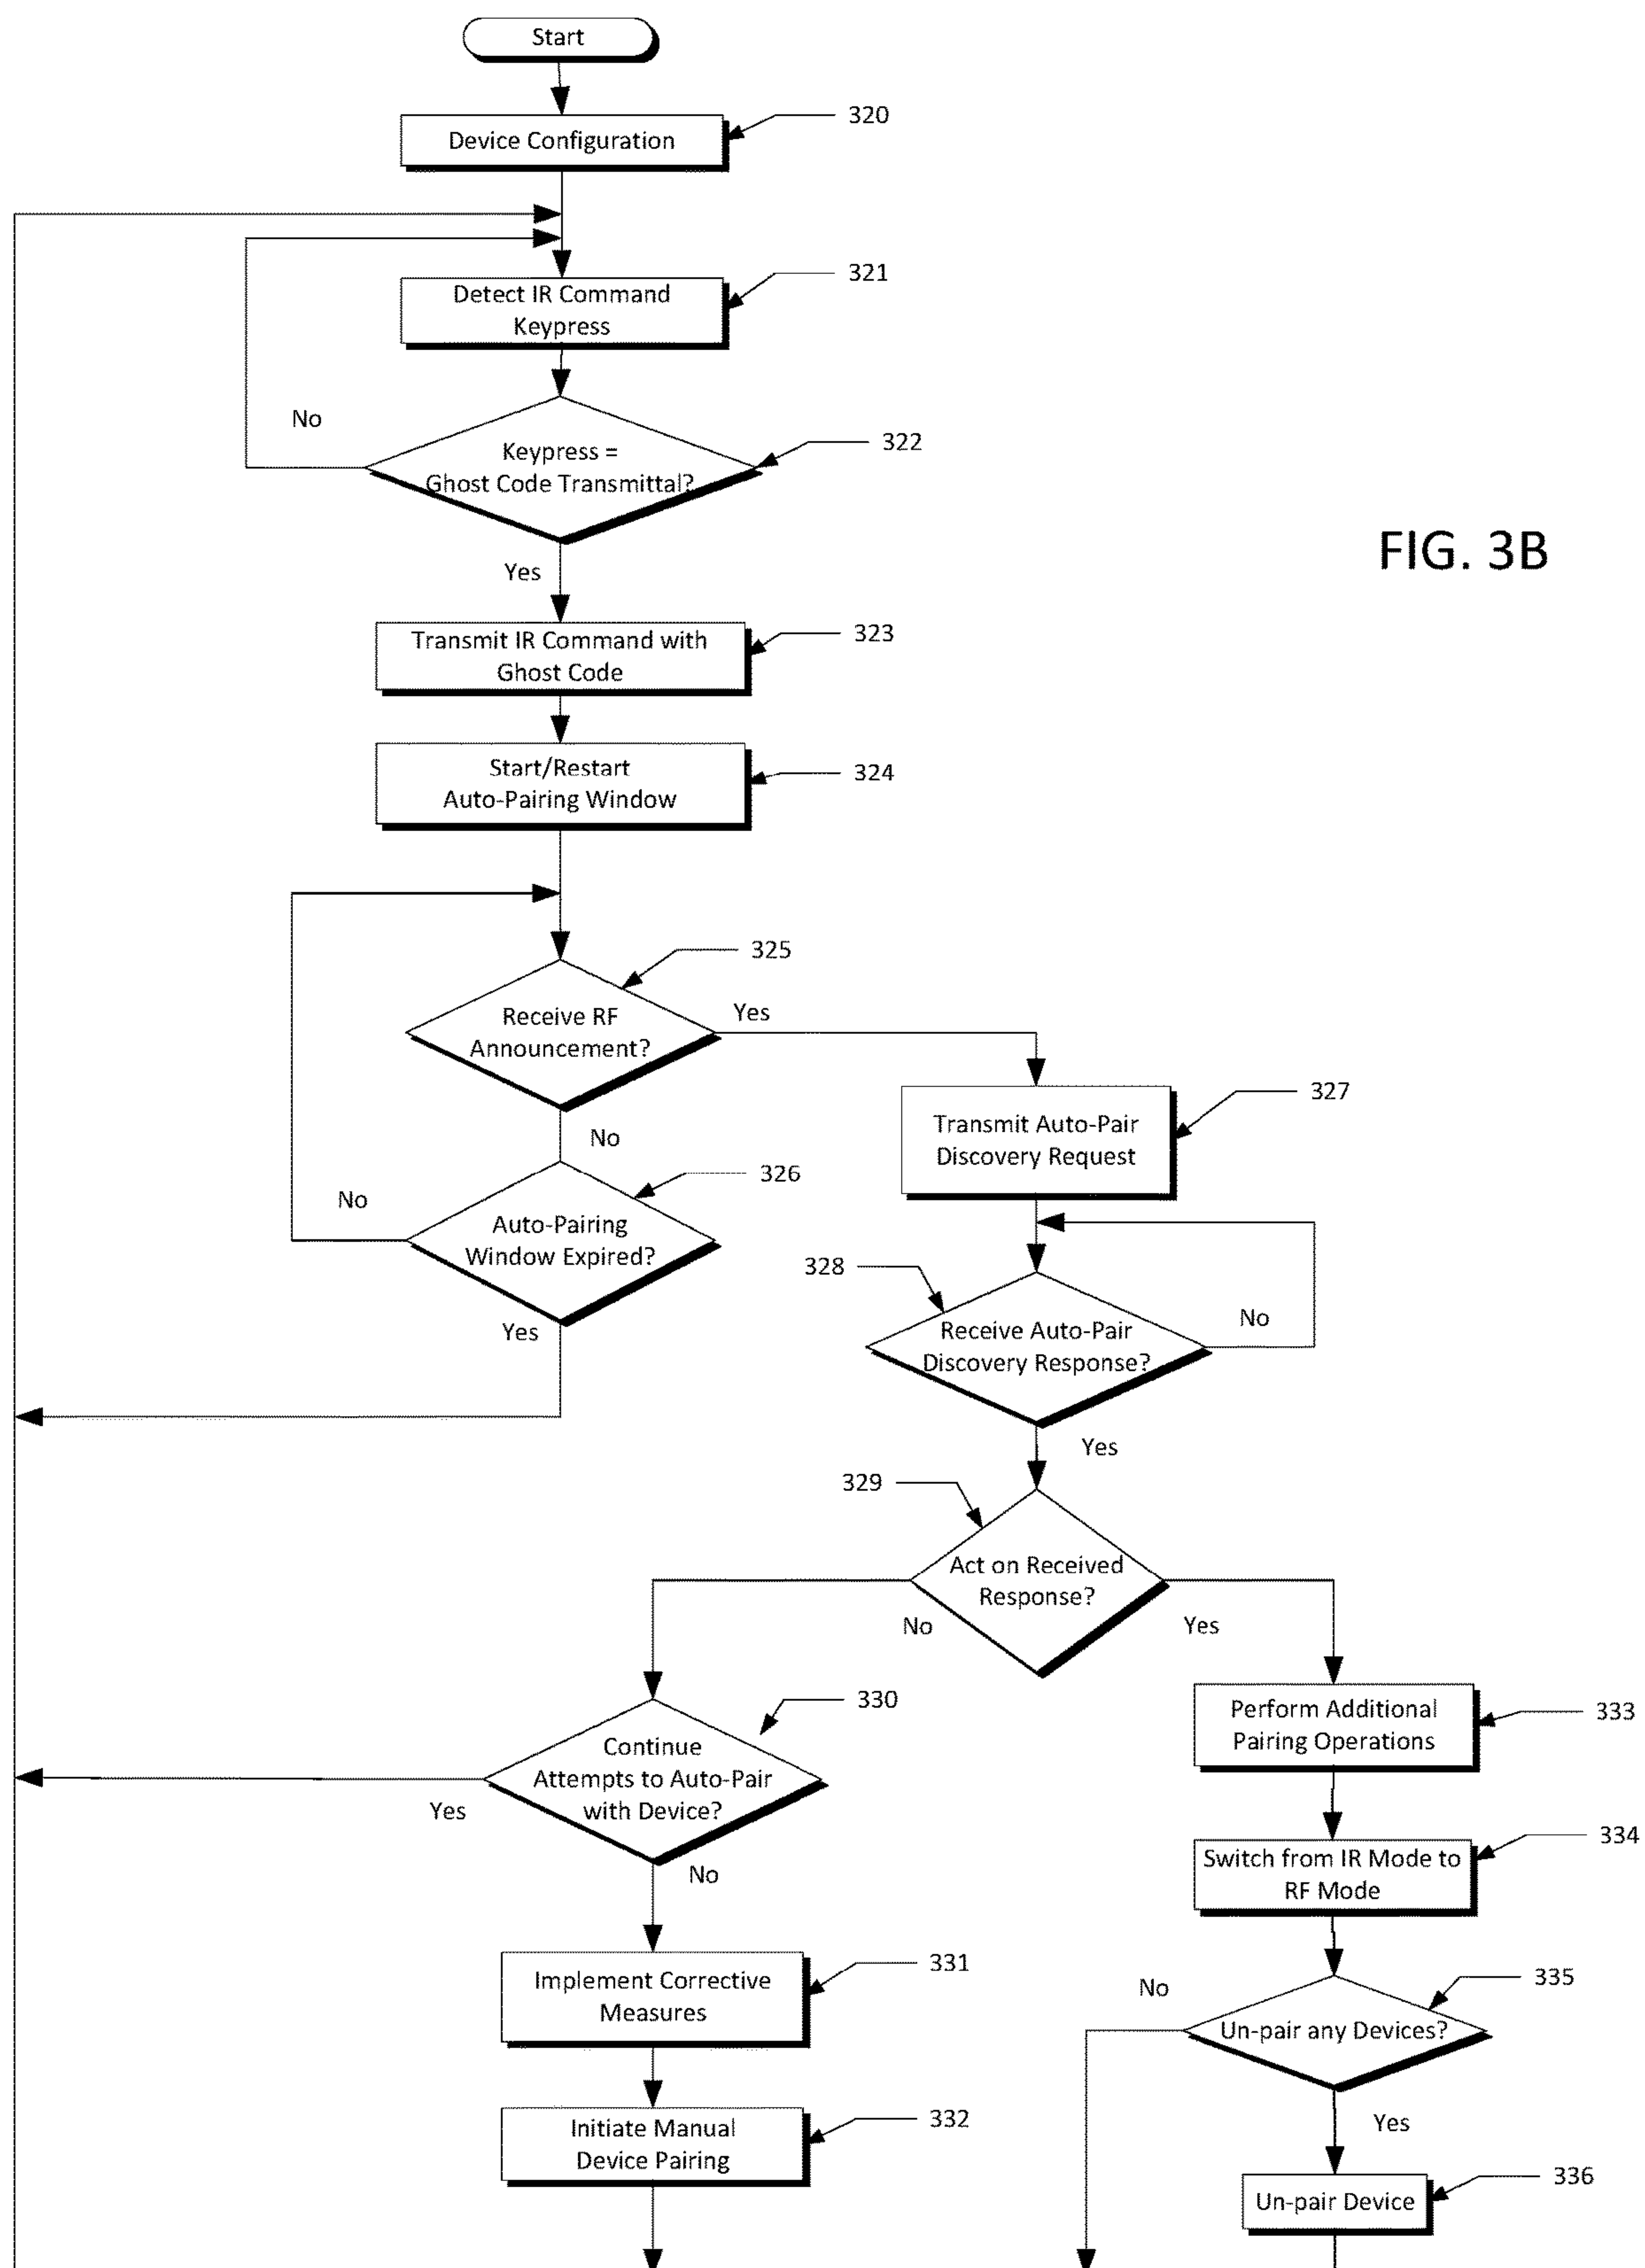 Start
320
Device Configuration
321
Detect IR Command
Keypress
No
322
Keypress =
Ghost Code Transmittal?
FIG. 3B
Yes
323
Transmit IR Command with
Ghost Code
324
Start/Restart
Auto-Pairing Window
325
Receive RF
Announcement?
Yes
No
326
Auto-Pairing
Window Expired?
No
Yes
327
Transmit Auto-Pair
Discovery Request
328
Receive Auto-Pair
Discovery Response?
No
Yes
329
Act on Received
Response?
No
Yes
330
Continue
Attempts to Auto-Pair
with Device?
Yes
No
333
Perform Additional
Pairing Operations
334
Switch from IR Mode to
RF Mode
331
Implement Corrective
Measures
335
Un-pair any Devices?
No
Yes
332
Initiate Manual
Device Pairing
336
Un-pair Device